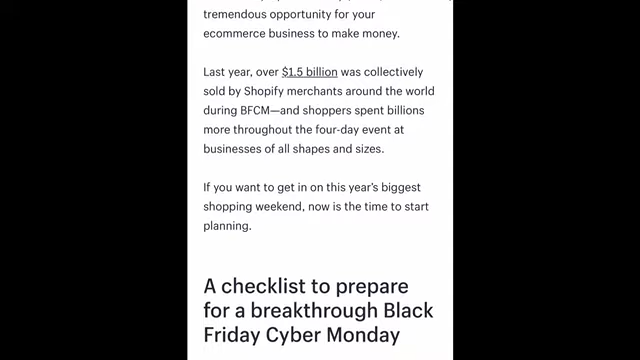 tremendous opportunity for your
ecommerce business to make money.
Last year, over $1.5 billion was collectively
sold by Shopify merchants around the world
during BFCM—and shoppers spent billions
more throughout the four-day event at
businesses of all shapes and sizes.
If you want to get in on this year's biggest
shopping weekend, now is the time to start
planning.
A checklist to prepare
for a breakthrough Black
Friday Cyber Monday